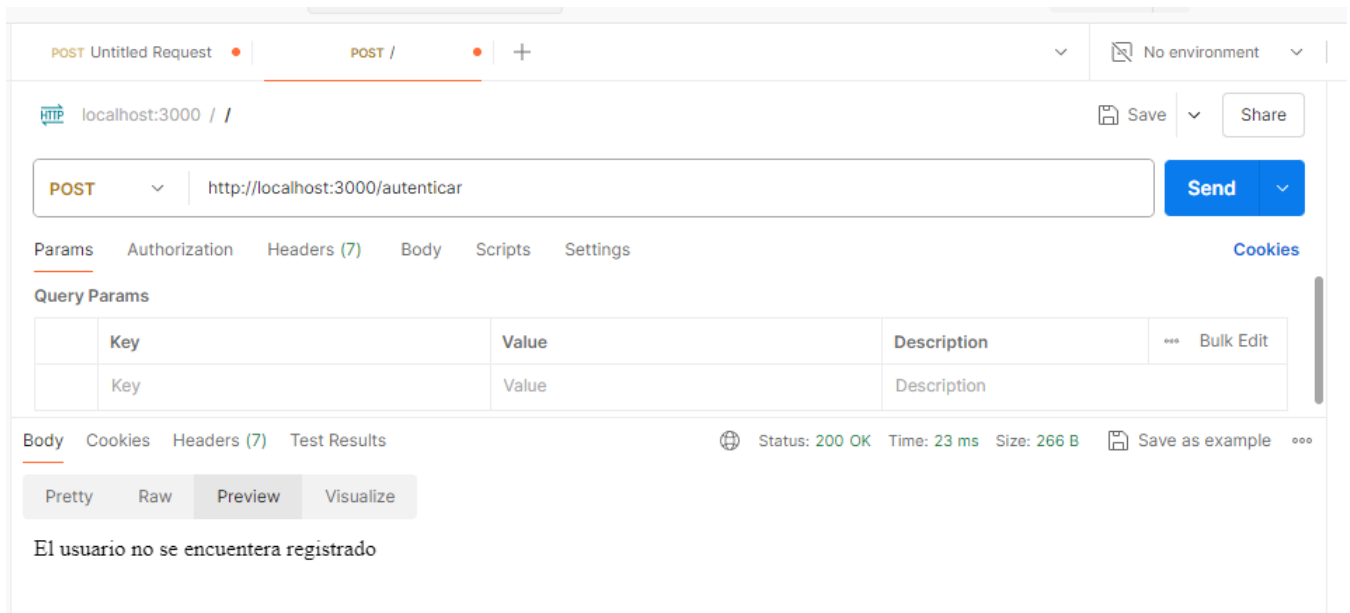 POST Untitled Request
POST /
No environment
HTTP localhost:3000 / /
Save
Share
POST
http://localhost:3000/autenticar
Send
Params Authorization Headers (7) Body Scripts Settings Cookies
Query Params
Key Value Description Bulk Edit
Key Value Description
Body Cookies Headers (7) Test Results Status: 200 OK Time: 23 ms Size: 266 B Save as example
Pretty Raw Preview Visualize
El usuario no se encuentera registrado